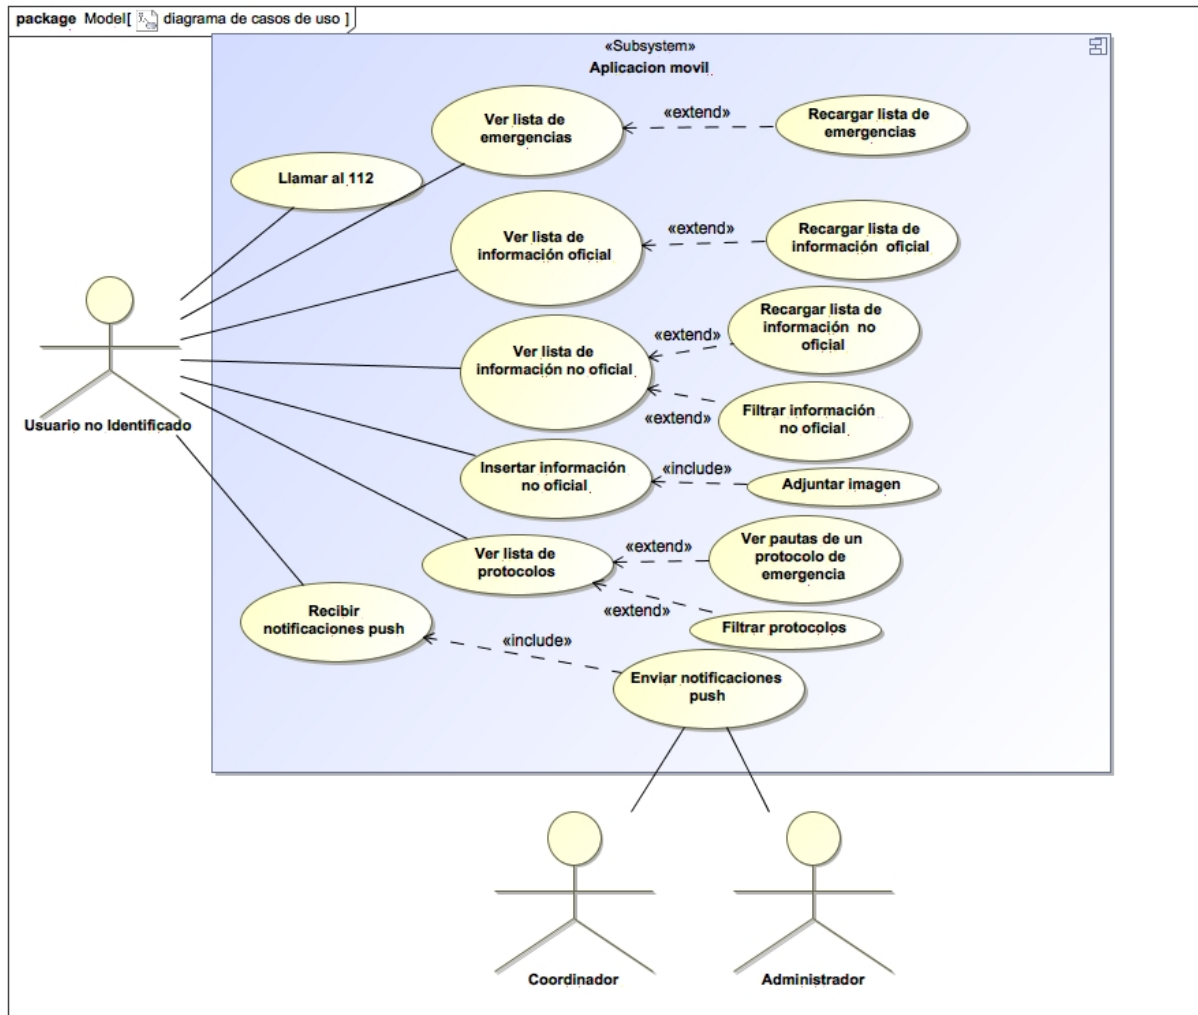 package Model[ diagrama de casos de uso ]
«Subsystem»
Aplicacion movil
Ver lista de
emergencias
«extend»
Recargar lista de
emergencias
Llamar al 112
Ver lista de
información oficial
«extend»
Recargar lista de
información oficial
Ver lista de
información no oficial
«extend»
Recargar lista de
información no
oficial
«extend»
Filtrar información
no oficial
Usuario no Identificado
Insertar información
no oficial
«include»
Adjuntar imagen
Ver lista de
protocolos
«extend»
Ver pautas de un
protocolo de
emergencia
«extend»
Filtrar protocolos
Recibir
notificaciones push
«include»
Enviar notificaciones
push
Coordinador
Administrador